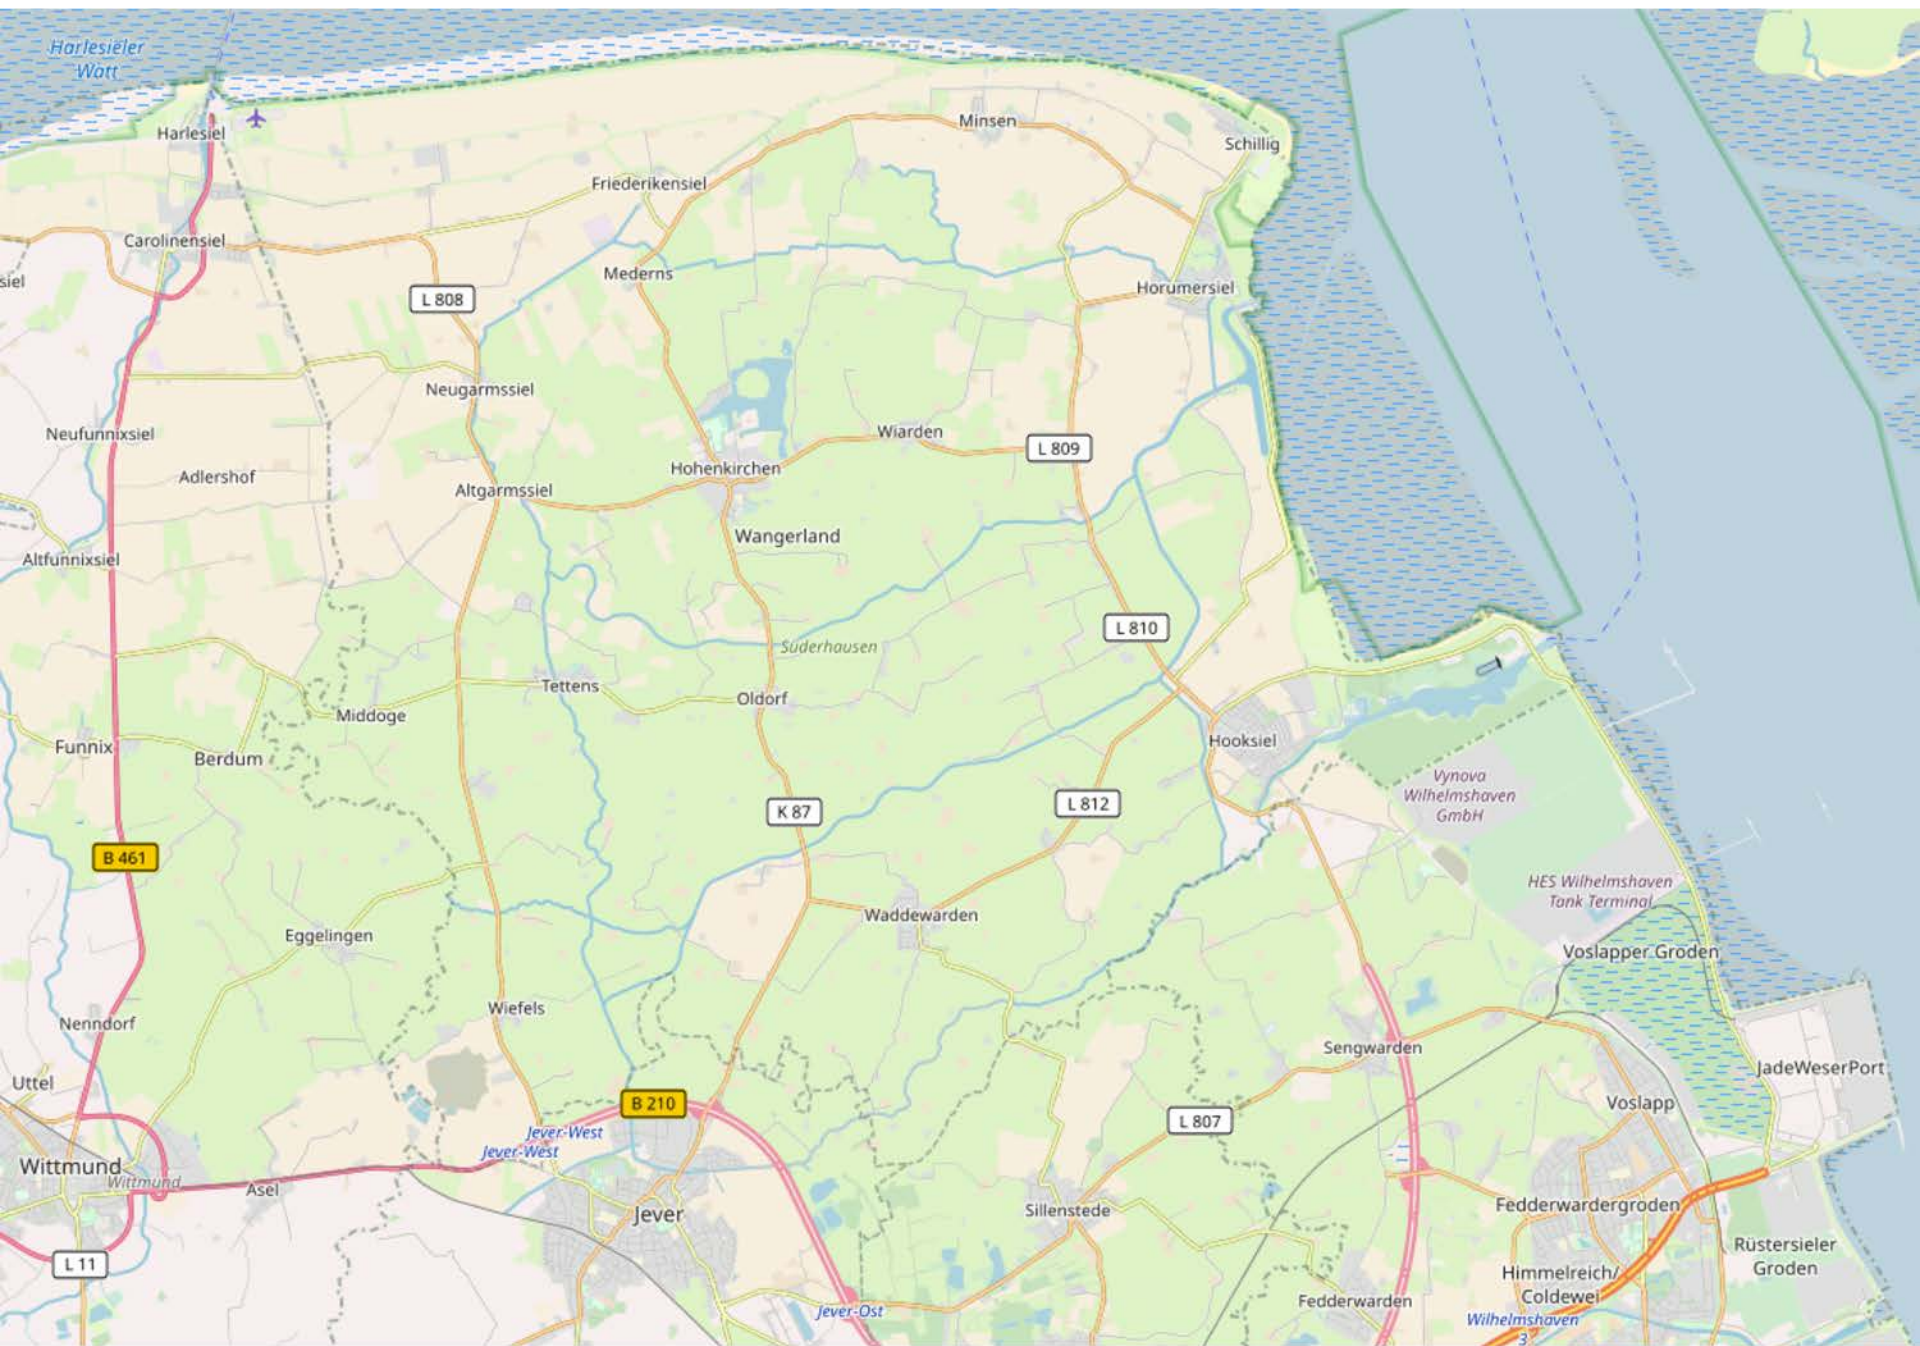 Harlesieler
Watt
Harlesiel
Minsen
Schillig
Friederikensiel
Carolinensiel
siel
Mederns
Horumersiel
L 808
Neugarmssiel
Neufunnixsiel
Wiarden
L 809
Adlershof
Hohenkirchen
Altgarmssiel
Wangerland
Altfunnixsiel
L 810
Süderhausen
Tettens
Oldorf
Middoge
Funnix
Berdum
Hooksiel
Vynova
Wilhelmshaven
GmbH
K 87
L 812
B 461
HES Wilhelmshaven
Tank Terminal
Waddewarden
Eggelingen
Voslapper Groden
Wiefels
Nenndorf
Sengwarden
JadeWeserPort
Uttel
B 210
Voslapp
L 807
Jever-West
Jever-West
Wittmund
Wittmund
Asel
Jever
Sillenstede
Fedderwardergroden
Rüstersieler
Groden
L 11
Himmelreich/
Coldewei
Fedderwarden
Jever-Ost
Wilhelmshaven
3